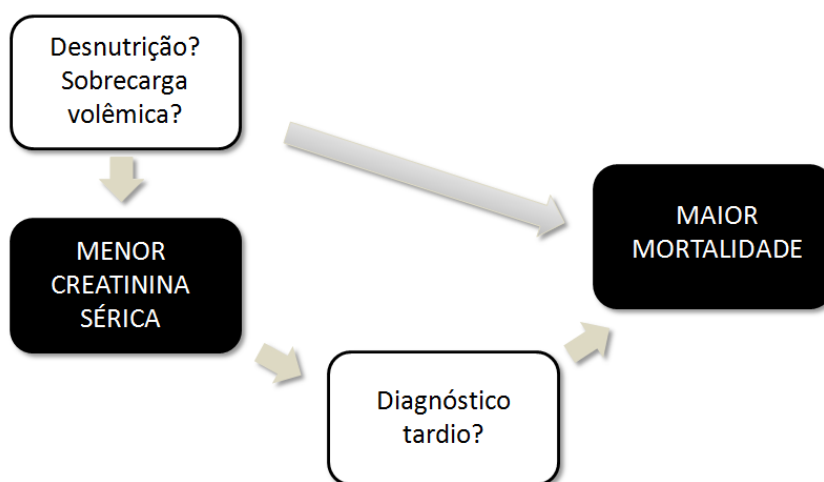 Desnutrição?
Sobrecarga
volêmica?
MENOR
CREATININA
SÉRICA
Diagnóstico
tardio?
MAIOR
MORTALIDADE